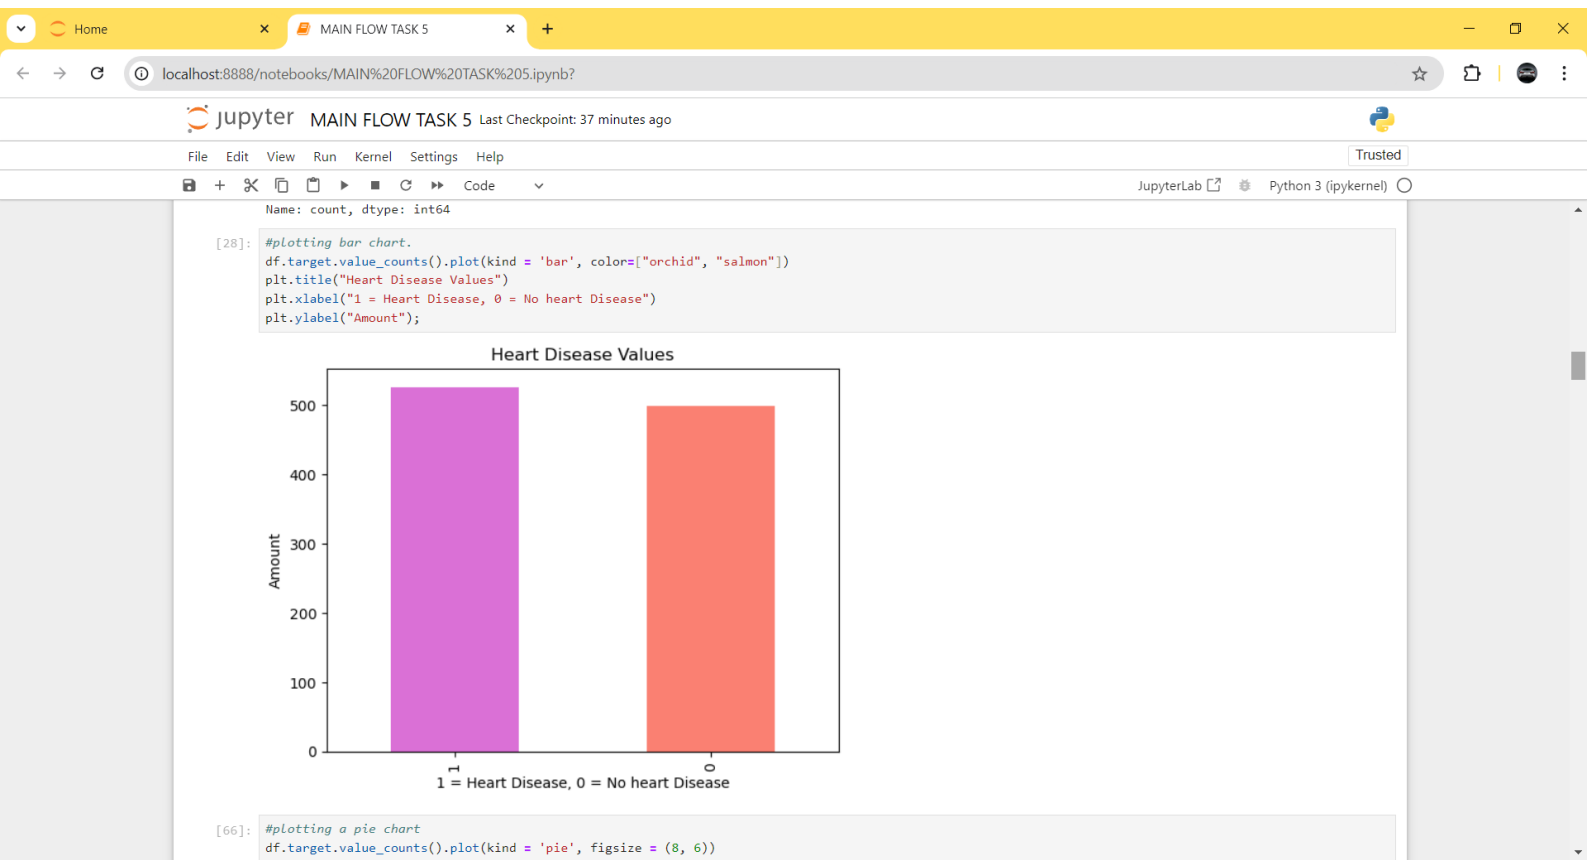 Home
MAIN FLOW TASK 5
localhost:8888/notebooks/MAIN%20FLOW%20TASK%205.ipynb?
jupyter MAIN FLOW TASK 5 Last Checkpoint: 37 minutes ago
File Edit View Run Kernel Settings Help
Trusted
Code
JupyterLab
Python 3 (ipykernel)
Name: count, dtype: int64
[28]:
#plotting bar chart.
df.target.value_counts().plot(kind = 'bar', color=["orchid", "salmon"])
plt.title("Heart Disease Values")
plt.xlabel("1 = Heart Disease, 0 = No heart Disease")
plt.ylabel("Amount");
Heart Disease Values
500
400
300
200
100
0
Amount
1
0
1 = Heart Disease, 0 = No heart Disease
[66]:
#plotting a pie chart
df.target.value_counts().plot(kind = 'pie', figsize = (8, 6))